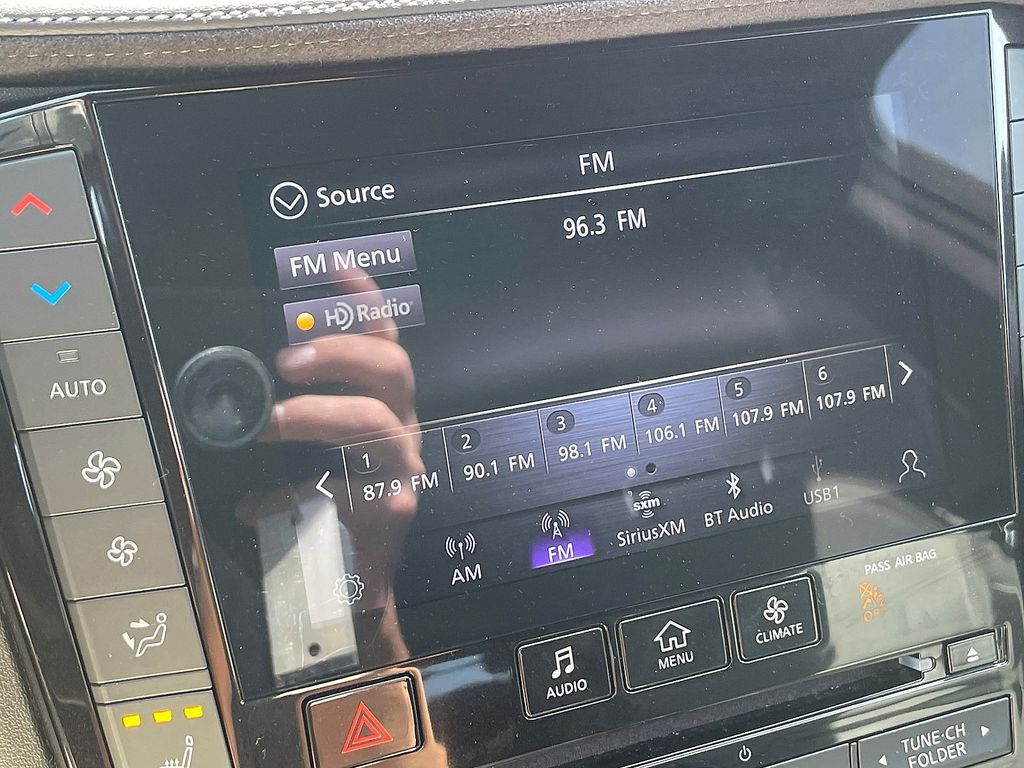 FM
Source
96.3 FM
FM Menu
HD Radio
AUTO
1 2 3 4 5 6
87.9 FM 90.1 FM 98.1 FM 106.1 FM 107.9 FM 107.9 FM
sxm
AM FM SiriusXM BT Audio USB1
PASS AIR BAG
OFF
AUDIO
MENU
CLIMATE
TUNE·CH
FOLDER